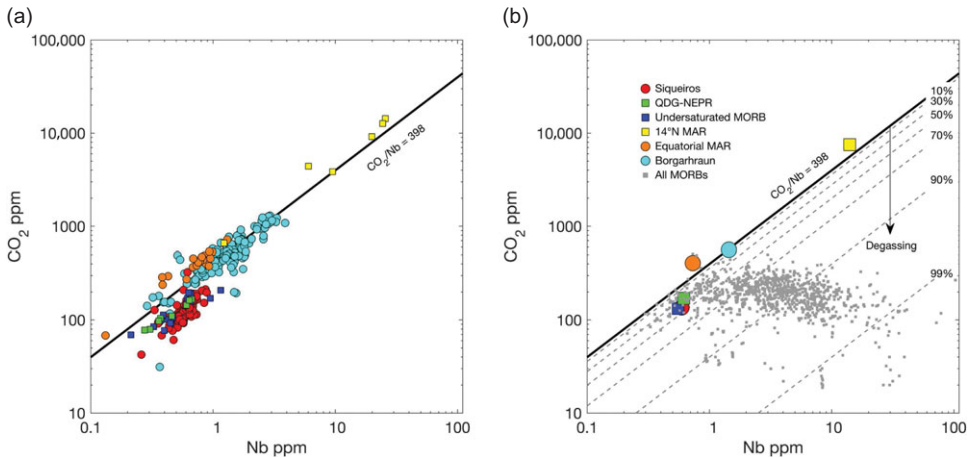 (a)
100,000
10,000
1000
100
10
CO₂ ppm
CO₂/Nb = 398
0.1
1
10
100
Nb ppm
(b)
100,000
10,000
1000
100
10
CO₂ ppm
Siqueiros
QDG-NEPR
Undersaturated MORB
14°N MAR
Equatorial MAR
Borgarhraun
All MORBs
CO₂/Nb = 398
10%
30%
50%
70%
90%
Degassing
99%
0.1
1
10
100
Nb ppm